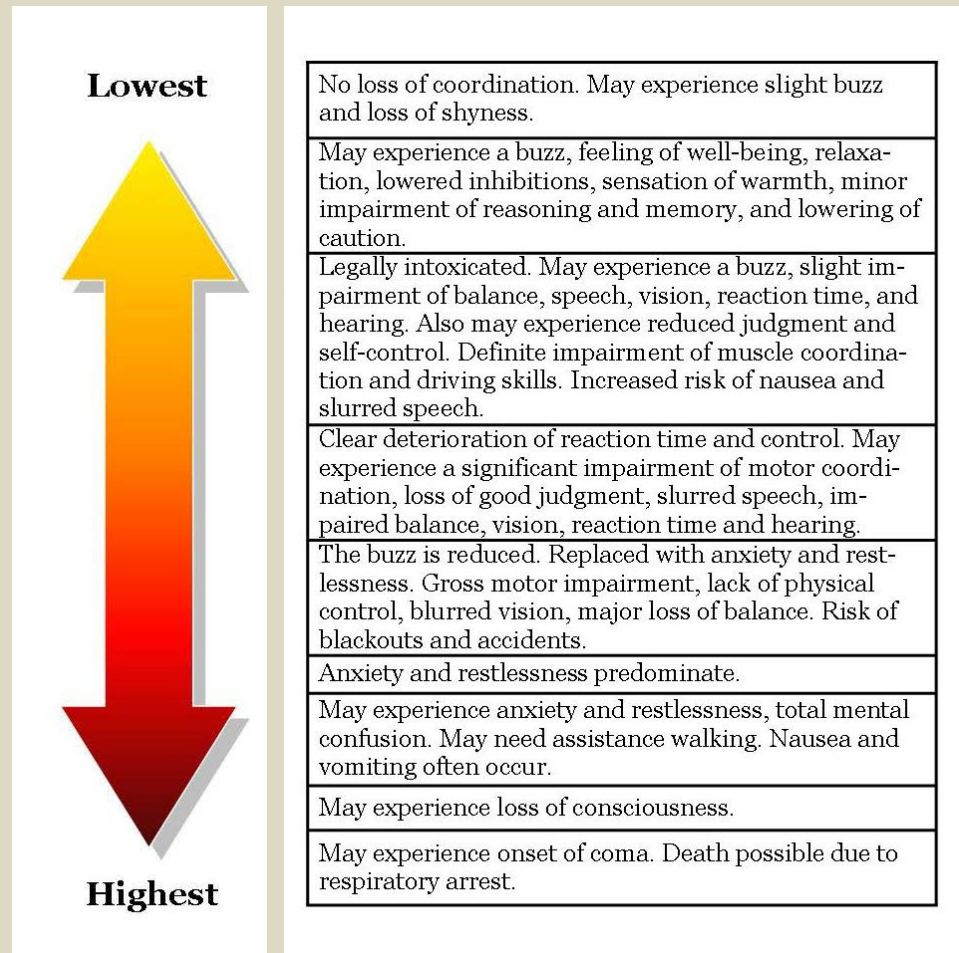 Lowest
No loss of coordination. May experience slight buzz
and loss of shyness.
May experience a buzz, feeling of well-being, relaxa-
tion, lowered inhibitions, sensation of warmth, minor
impairment of reasoning and memory, and lowering of
caution.
Legally intoxicated. May experience a buzz, slight im-
pairment of balance, speech, vision, reaction time, and
hearing. Also may experience reduced judgment and
self-control. Definite impairment of muscle coordina-
tion and driving skills. Increased risk of nausea and
slurred speech.
Clear deterioration of reaction time and control. May
experience a significant impairment of motor coordi-
nation, loss of good judgment, slurred speech, im-
paired balance, vision, reaction time and hearing.
The buzz is reduced. Replaced with anxiety and rest-
lessness. Gross motor impairment, lack of physical
control, blurred vision, major loss of balance. Risk of
blackouts and accidents.
Anxiety and restlessness predominate.
May experience anxiety and restlessness, total mental
confusion. May need assistance walking. Nausea and
vomiting often occur.
May experience loss of consciousness.
May experience onset of coma. Death possible due to
respiratory arrest.
Highest